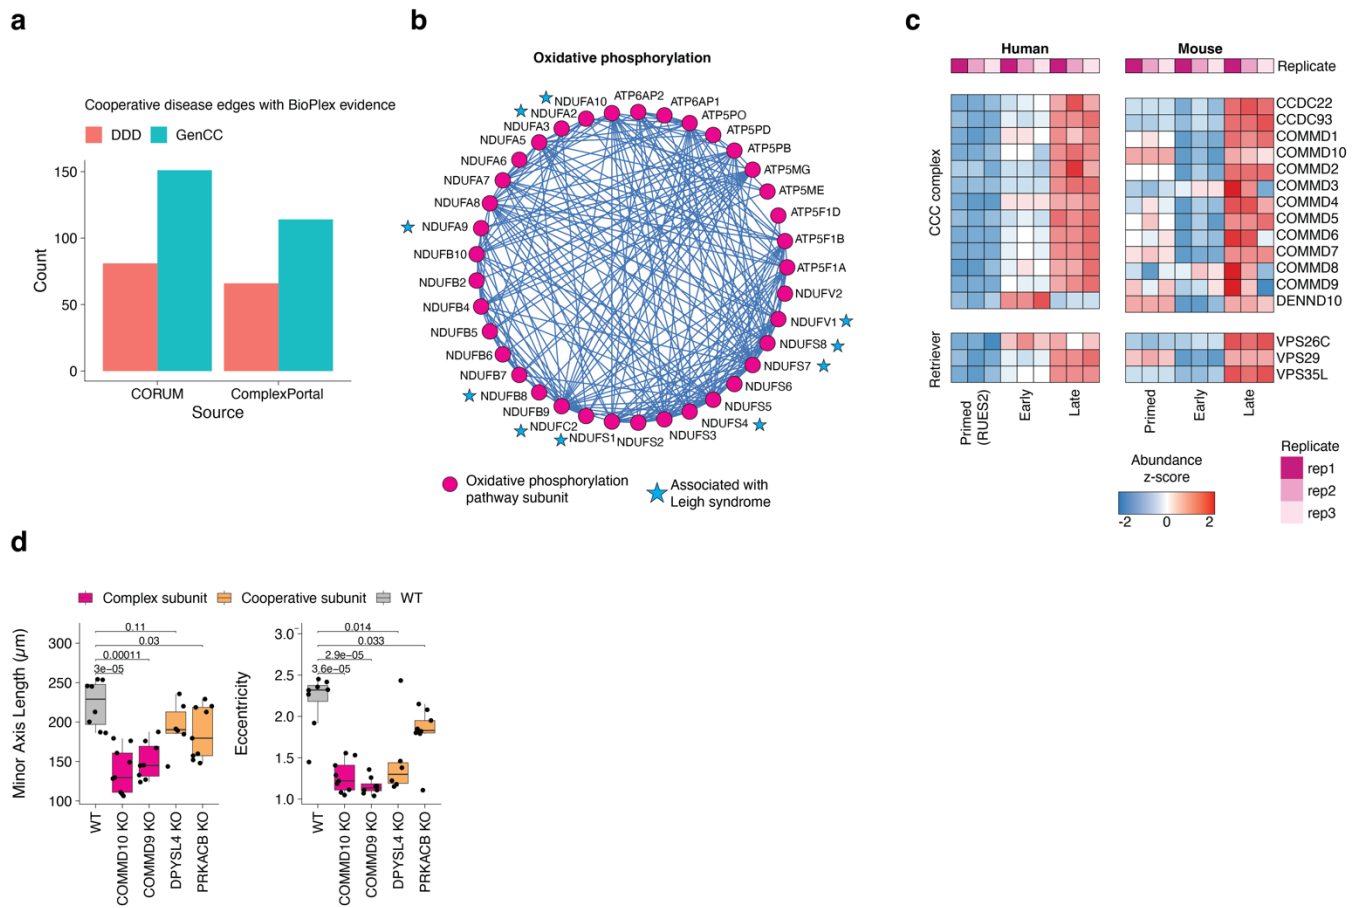 a
Cooperative disease edges with BioPlex evidence
DDD
GenCC
150
100
50
0
Count
CORUM
ComplexPortal
Source
b
Oxidative phosphorylation
NDUFA10
NDUFA2
NDUFA3
NDUFA5
NDUFA6
NDUFA7
NDUFA8
NDUFA9
NDUFB10
NDUFB2
NDUFB4
NDUFB5
NDUFB6
NDUFB7
NDUFB8
NDUFB9
NDUFC2
NDUFS1
NDUFS2
NDUFS3
NDUFS4
NDUFS5
NDUFS6
NDUFS7
NDUFS8
NDUFV1
NDUFV2
ATP5F1A
ATP5F1B
ATP5F1D
ATP5ME
ATP5MG
ATP5PB
ATP5PD
ATP5PO
ATP6AP1
ATP6AP2
Oxidative phosphorylation
pathway subunit
Associated with
Leigh syndrome
c
Human
Mouse
Replicate
CCC complex
CCDC22
CCDC93
COMMD1
COMMD10
COMMD2
COMMD3
COMMD4
COMMD5
COMMD6
COMMD7
COMMD8
COMMD9
DENND10
Retriever
VPS26C
VPS29
VPS35L
Primed
(RUES2)
Early
Late
Primed
Early
Late
Abundance
z-score
-2
0
2
Replicate
rep1
rep2
rep3
d
Complex subunit
Cooperative subunit
WT
Minor Axis Length (µm)
300
250
200
150
100
0.11
0.03
0.00011
3e−05
WT
COMMD10 KO
COMMD9 KO
DPYSL4 KO
PRKACB KO
Eccentricity
3.0
2.5
2.0
1.5
1.0
0.014
0.033
2.9e−05
3.6e−05
WT
COMMD10 KO
COMMD9 KO
DPYSL4 KO
PRKACB KO